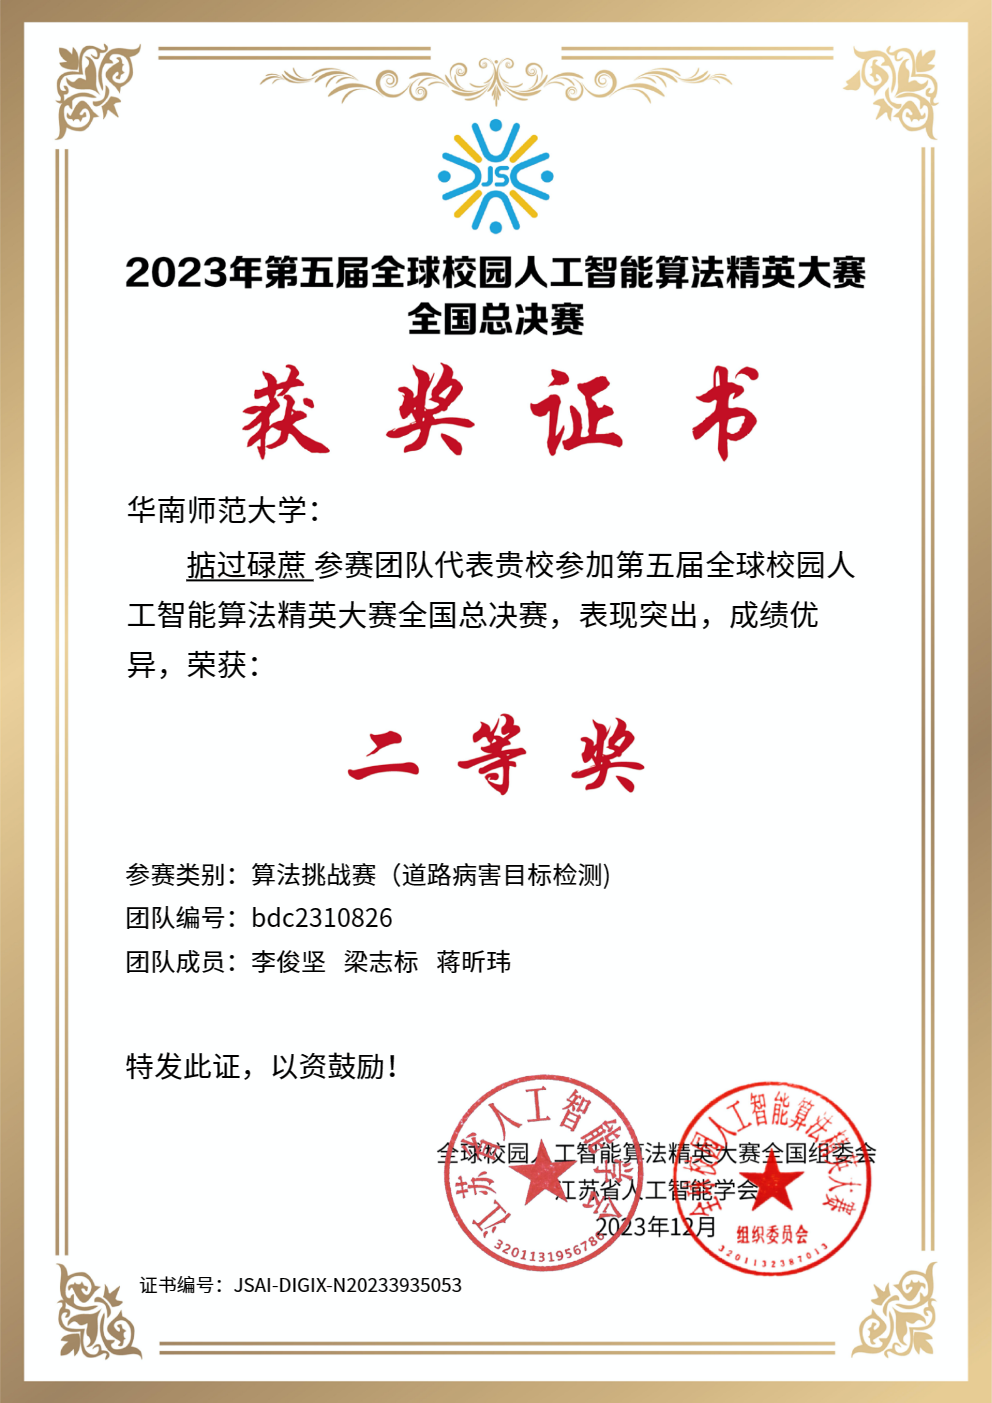 JS
2023年第五届全球校园人工智能算法精英大赛
全国总决赛
获奖证书
华南师范大学：
掂过碌蔗 参赛团队代表贵校参加第五届全球校园人
工智能算法精英大赛全国总决赛，表现突出，成绩优
异，荣获：
二等奖
参赛类别：算法挑战赛（道路病害目标检测)
团队编号：bdc2310826
团队成员：李俊坚 梁志标 蒋昕玮
特发此证，以资鼓励！
全球校园人工智能算法精英大赛全国组委会
江苏省人工智能学会
2023年12月
江苏省人工智能学会
3201131956786
全球校园人工智能算法精英大赛
组织委员会
3201132387013
证书编号：JSAI-DIGIX-N20233935053